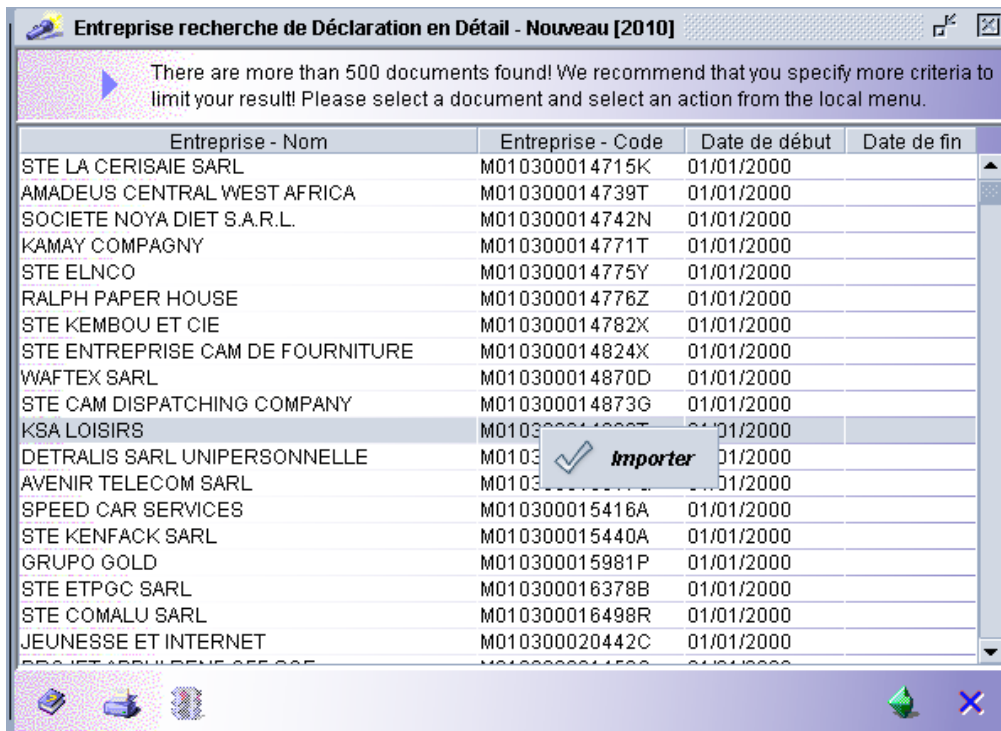 Entreprise recherche de Déclaration en Détail - Nouveau [2010]
There are more than 500 documents found! We recommend that you specify more criteria to
limit your result! Please select a document and select an action from the local menu.
Entreprise - Nom Entreprise - Code Date de début Date de fin
STE LA CERISAIE SARL M010300014715K 01/01/2000
AMADEUS CENTRAL WEST AFRICA M010300014739T 01/01/2000
SOCIETE NOYA DIET S.A.R.L. M010300014742N 01/01/2000
KAMAY COMPAGNY M010300014771T 01/01/2000
STE ELNCO M010300014775Y 01/01/2000
RALPH PAPER HOUSE M010300014776Z 01/01/2000
STE KEMBOU ET CIE M010300014782X 01/01/2000
STE ENTREPRISE CAM DE FOURNITURE M010300014824X 01/01/2000
WAFTEX SARL M010300014870D 01/01/2000
STE CAM DISPATCHING COMPANY M010300014873G 01/01/2000
KSA LOISIRS
DETRALIS SARL UNIPERSONNELLE
Importer
AVENIR TELECOM SARL
SPEED CAR SERVICES M010300015416A 01/01/2000
STE KENFACK SARL M010300015440A 01/01/2000
GRUPO GOLD M010300015981P 01/01/2000
STE ETPGC SARL M010300016378B 01/01/2000
STE COMALU SARL M010300016498R 01/01/2000
JEUNESSE ET INTERNET M010300020442C 01/01/2000